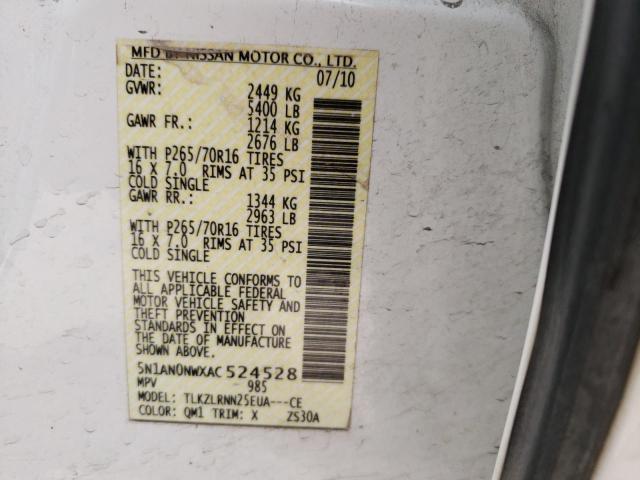 MFD BY NISSAN MOTOR CO., LTD.
DATE: 07/10
GVWR: 2449 KG
5400 LB
GAWR FR.: 1214 KG
2676 LB
WITH P265/70R16 TIRES
16 X 7.0 RIMS AT 35 PSI
COLD SINGLE
GAWR RR.: 1344 KG
2963 LB
WITH P265/70R16 TIRES
16 X 7.0 RIMS AT 35 PSI
COLD SINGLE
THIS VEHICLE CONFORMS TO
ALL APPLICABLE FEDERAL
MOTOR VEHICLE SAFETY AND
THEFT PREVENTION
STANDARDS IN EFFECT ON
THE DATE OF MANUFACTURE
SHOWN ABOVE.
5N1AN0NWXAC524528
MPV 985
MODEL: TLKZLRNN25EUA---CE
COLOR: QM1 TRIM: X ZS30A